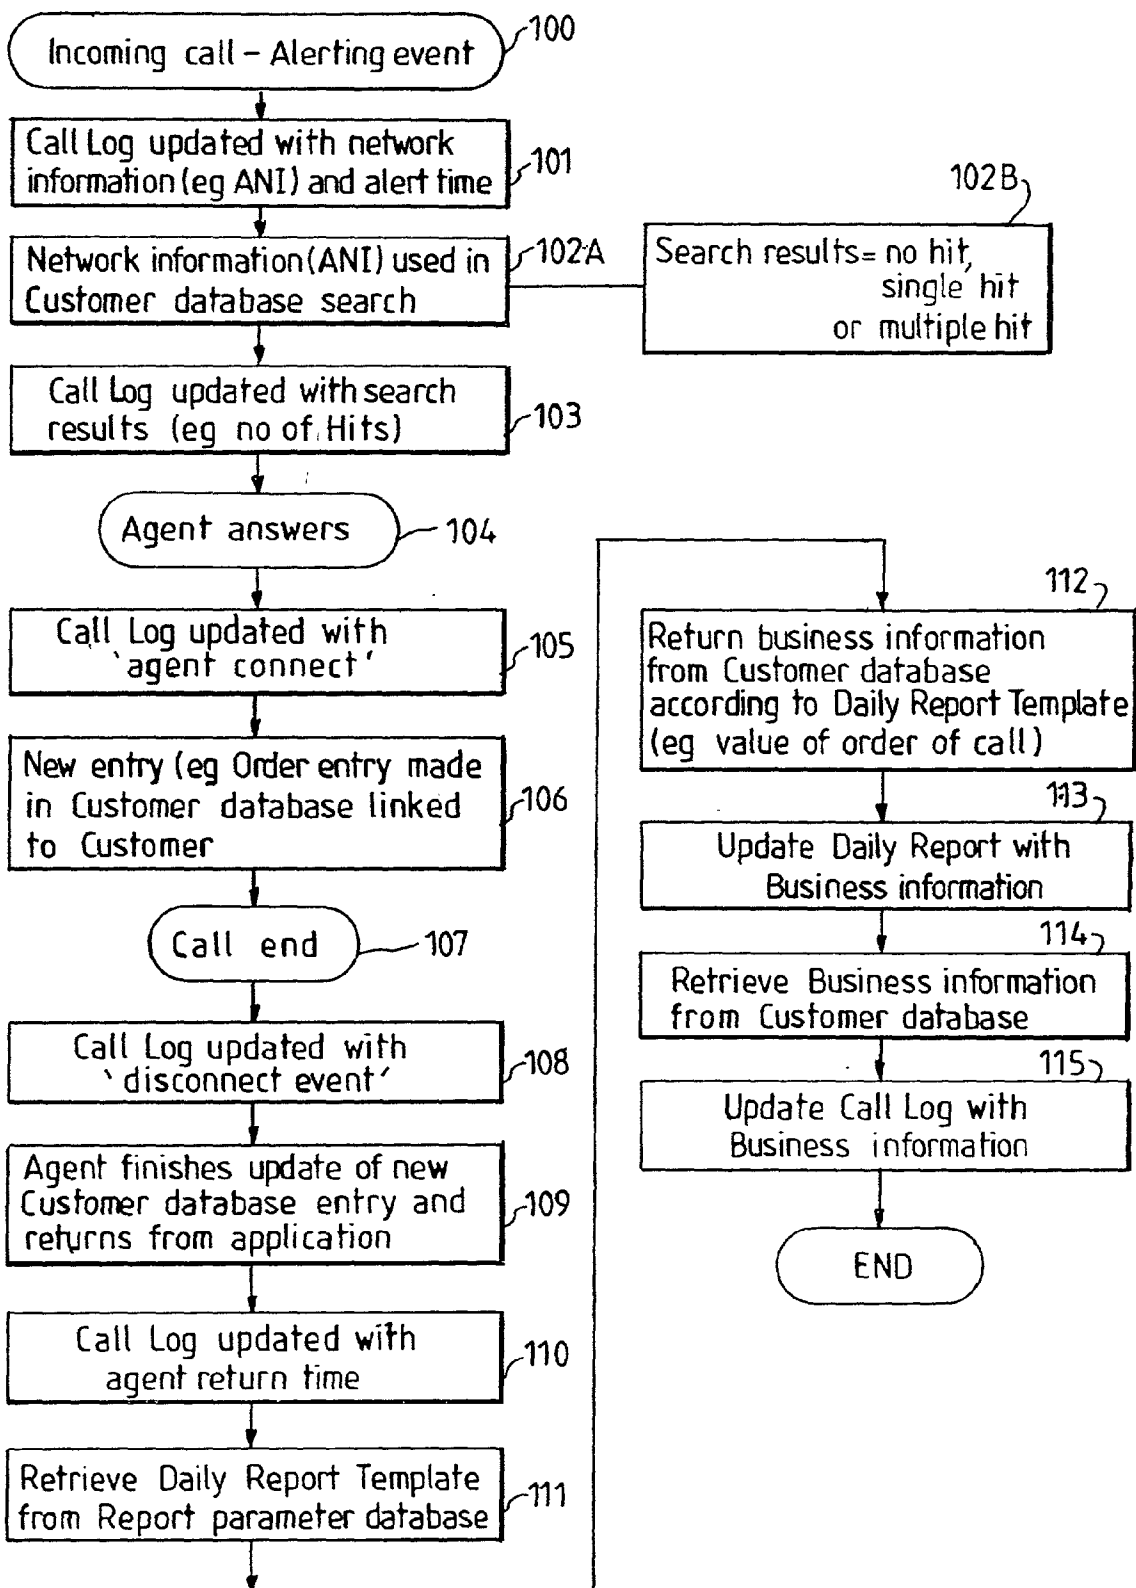 Incoming call – Alerting event
100
Call Log updated with network
information (eg ANI) and alert time
101
Network information (ANI) used in
Customer database search
102A
102B
Search results = no hit,
single hit
or multiple hit
Call Log updated with search
results (eg no of Hits)
103
Agent answers
104
Call Log updated with
'agent connect'
105
New entry (eg Order entry made
in Customer database linked
to Customer
106
Call end
107
Call Log updated with
'disconnect event'
108
Agent finishes update of new
Customer database entry and
returns from application
109
Call Log updated with
agent return time
110
Retrieve Daily Report Template
from Report parameter database
111
112
Return business information
from Customer database
according to Daily Report Template
(eg value of order of call)
113
Update Daily Report with
Business information
114
Retrieve Business information
from Customer database
115
Update Call Log with
Business information
END